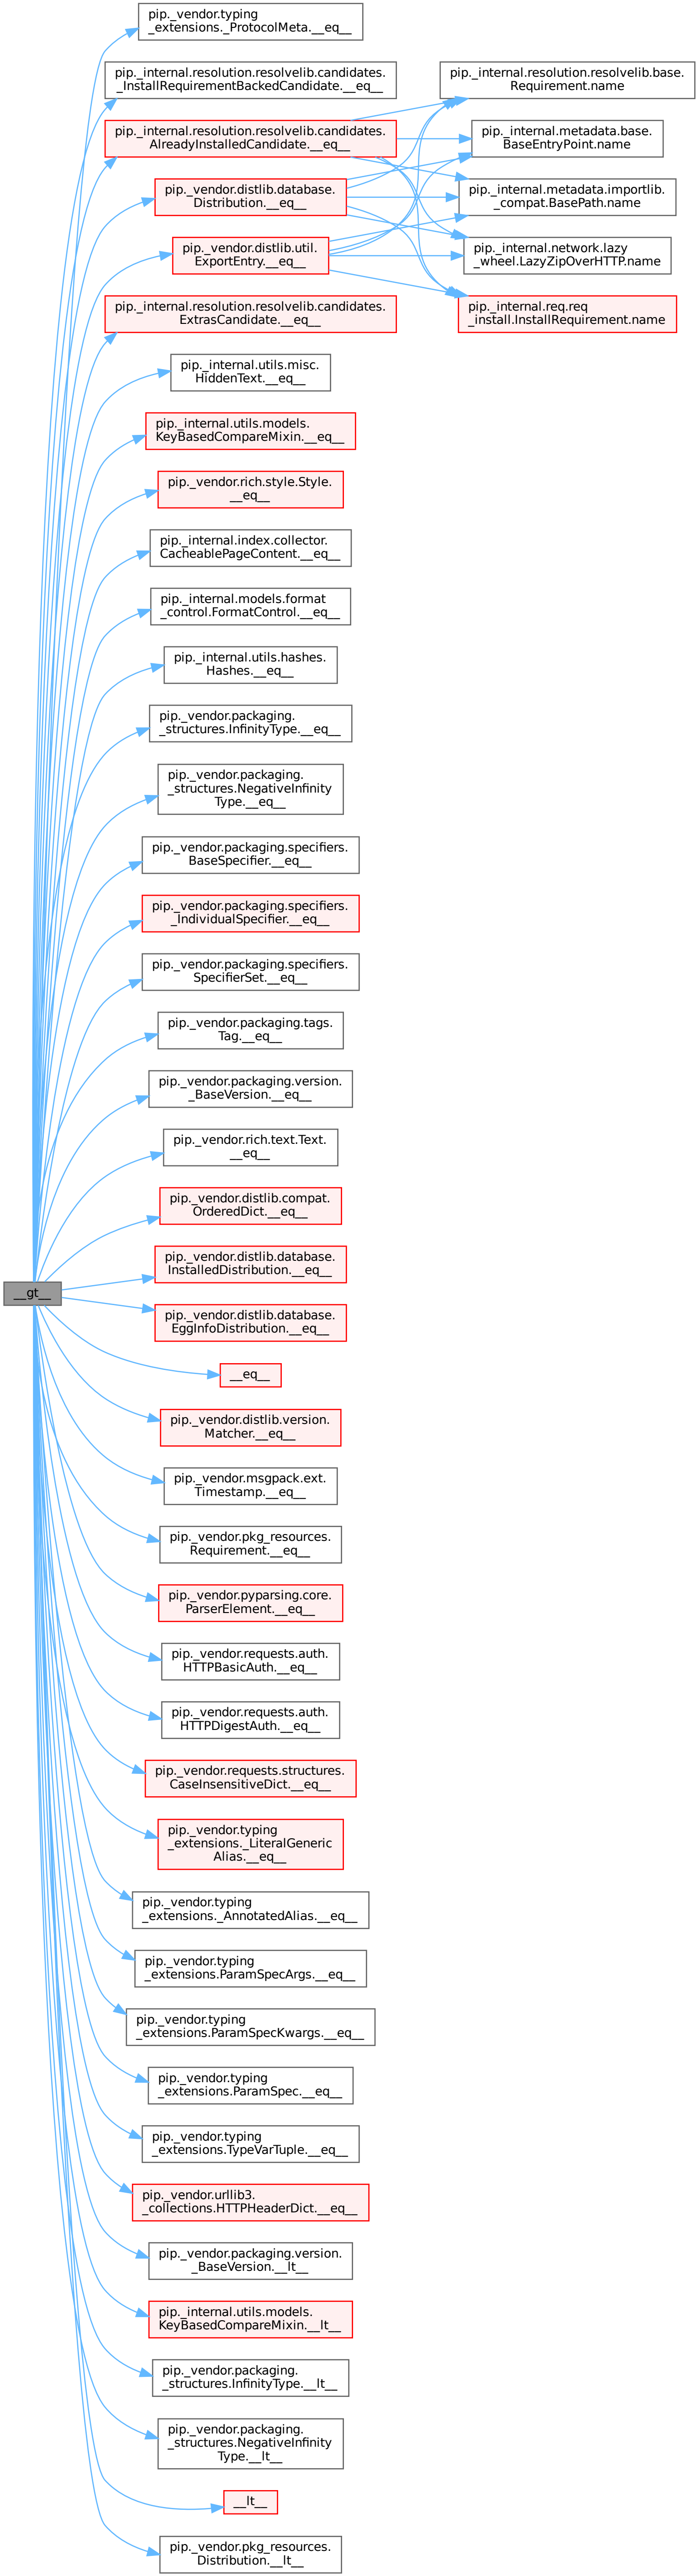 pip._vendor.typing
_extensions._ProtocolMeta.__eq__
pip._internal.resolution.resolvelib.candidates.
_InstallRequirementBackedCandidate.__eq__
pip._internal.resolution.resolvelib.candidates.
AlreadyInstalledCandidate.__eq__
pip._vendor.distlib.database.
Distribution.__eq__
pip._vendor.distlib.util.
ExportEntry.__eq__
pip._internal.resolution.resolvelib.candidates.
ExtrasCandidate.__eq__
pip._internal.resolution.resolvelib.base.
Requirement.name
pip._internal.metadata.base.
BaseEntryPoint.name
pip._internal.metadata.importlib.
_compat.BasePath.name
pip._internal.network.lazy
_wheel.LazyZipOverHTTP.name
pip._internal.req.req
_install.InstallRequirement.name
pip._internal.utils.misc.
HiddenText.__eq__
pip._internal.utils.models.
KeyBasedCompareMixin.__eq__
pip._vendor.rich.style.Style.
__eq__
pip._internal.index.collector.
CacheablePageContent.__eq__
pip._internal.models.format
_control.FormatControl.__eq__
pip._internal.utils.hashes.
Hashes.__eq__
pip._vendor.packaging.
_structures.InfinityType.__eq__
pip._vendor.packaging.
_structures.NegativeInfinity
Type.__eq__
pip._vendor.packaging.specifiers.
BaseSpecifier.__eq__
pip._vendor.packaging.specifiers.
_IndividualSpecifier.__eq__
pip._vendor.packaging.specifiers.
SpecifierSet.__eq__
pip._vendor.packaging.tags.
Tag.__eq__
pip._vendor.packaging.version.
_BaseVersion.__eq__
pip._vendor.rich.text.Text.
__eq__
pip._vendor.distlib.compat.
OrderedDict.__eq__
pip._vendor.distlib.database.
InstalledDistribution.__eq__
__gt__
pip._vendor.distlib.database.
EggInfoDistribution.__eq__
__eq__
pip._vendor.distlib.version.
Matcher.__eq__
pip._vendor.msgpack.ext.
Timestamp.__eq__
pip._vendor.pkg_resources.
Requirement.__eq__
pip._vendor.pyparsing.core.
ParserElement.__eq__
pip._vendor.requests.auth.
HTTPBasicAuth.__eq__
pip._vendor.requests.auth.
HTTPDigestAuth.__eq__
pip._vendor.requests.structures.
CaseInsensitiveDict.__eq__
pip._vendor.typing
_extensions._LiteralGeneric
Alias.__eq__
pip._vendor.typing
_extensions._AnnotatedAlias.__eq__
pip._vendor.typing
_extensions.ParamSpecArgs.__eq__
pip._vendor.typing
_extensions.ParamSpecKwargs.__eq__
pip._vendor.typing
_extensions.ParamSpec.__eq__
pip._vendor.typing
_extensions.TypeVarTuple.__eq__
pip._vendor.urllib3.
_collections.HTTPHeaderDict.__eq__
pip._vendor.packaging.version.
_BaseVersion.__lt__
pip._internal.utils.models.
KeyBasedCompareMixin.__lt__
pip._vendor.packaging.
_structures.InfinityType.__lt__
pip._vendor.packaging.
_structures.NegativeInfinity
Type.__lt__
__lt__
pip._vendor.pkg_resources.
Distribution.__lt__